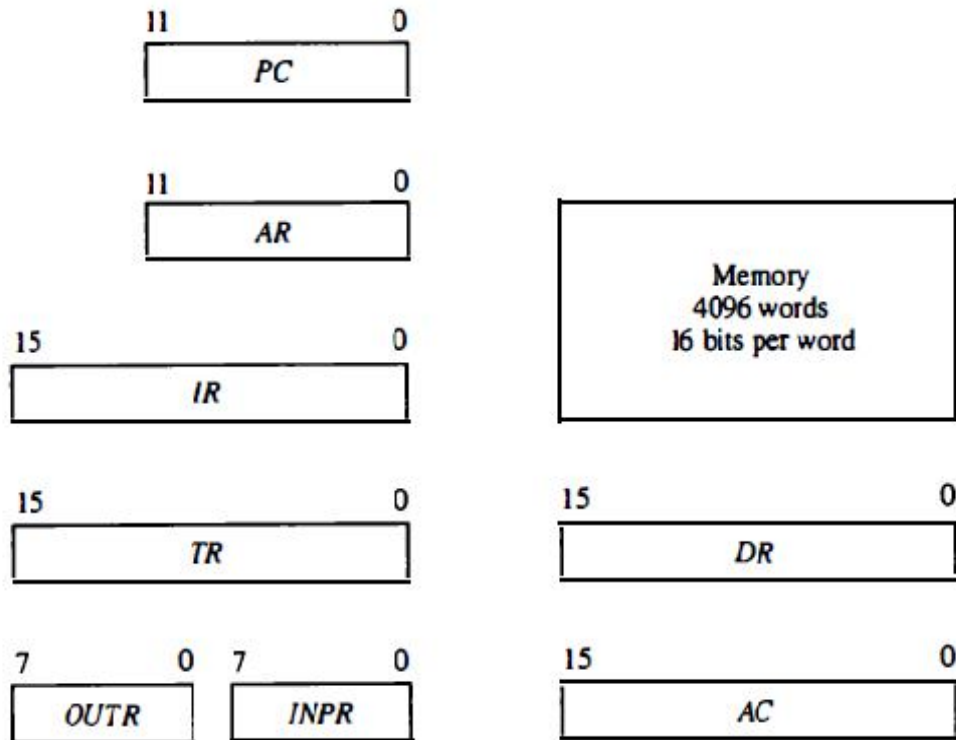 11 0
PC
11 0
AR
Memory
4096 words
16 bits per word
15 0
IR
15 0
TR
15 0
DR
7 0 7 0
OUTR INPR
15 0
AC